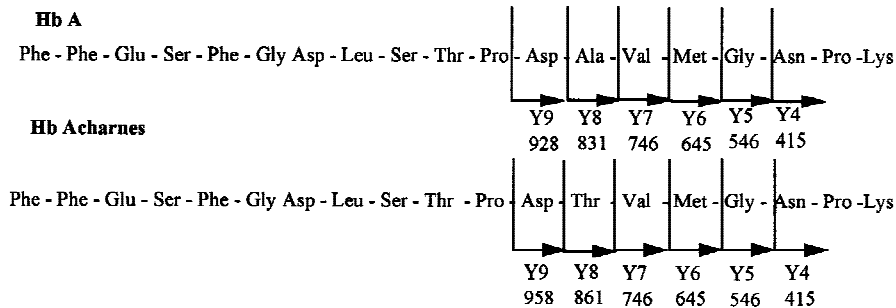 Hb A
Phe - Phe - Glu - Ser - Phe - Gly Asp - Leu - Ser - Thr - Pro - Asp - Ala - Val - Met - Gly - Asn - Pro -Lys
Y9 Y8 Y7 Y6 Y5 Y4
928 831 746 645 546 415
Hb Acharnes
Phe - Phe - Glu - Ser - Phe - Gly Asp - Leu - Ser - Thr - Pro - Asp - Thr - Val - Met - Gly - Asn - Pro -Lys
Y9 Y8 Y7 Y6 Y5 Y4
958 861 746 645 546 415